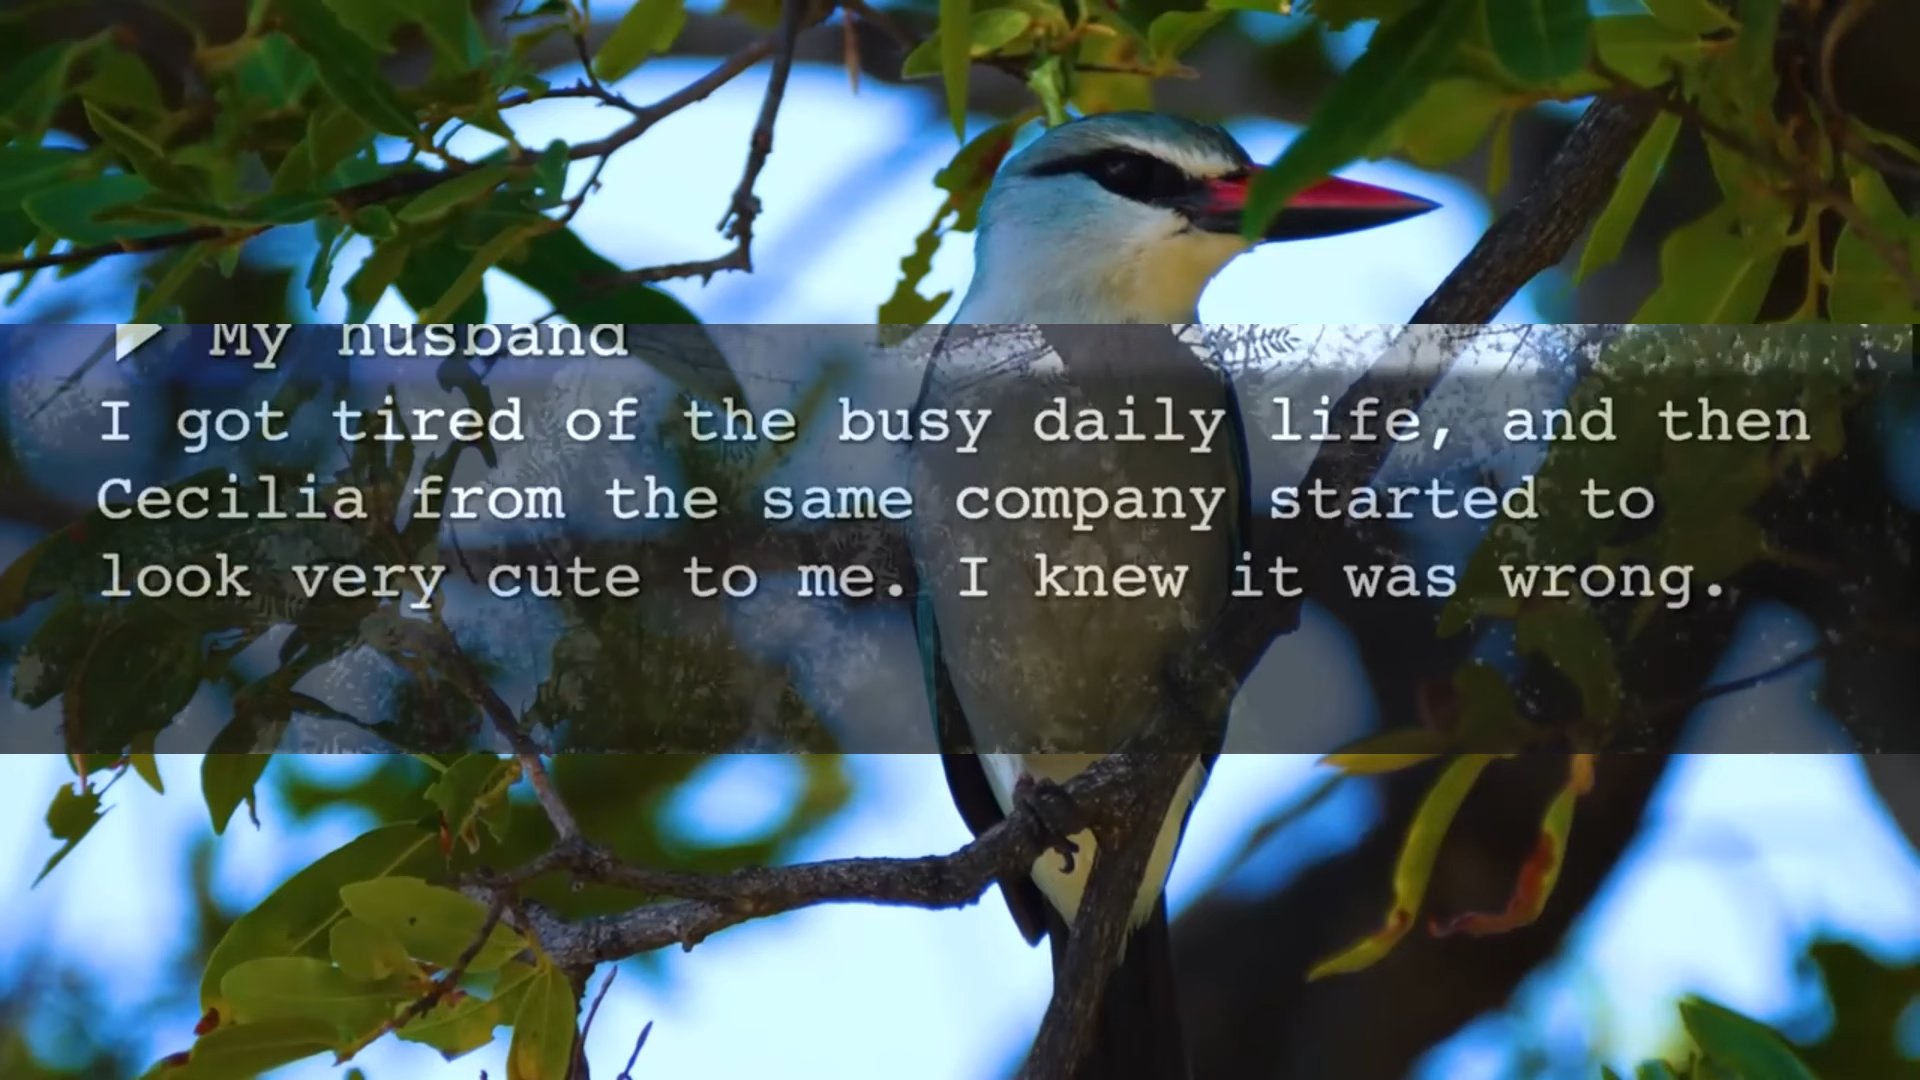 My husband
I got tired of the busy daily life, and then
Cecilia from the same company started to
look very cute to me. I knew it was wrong.